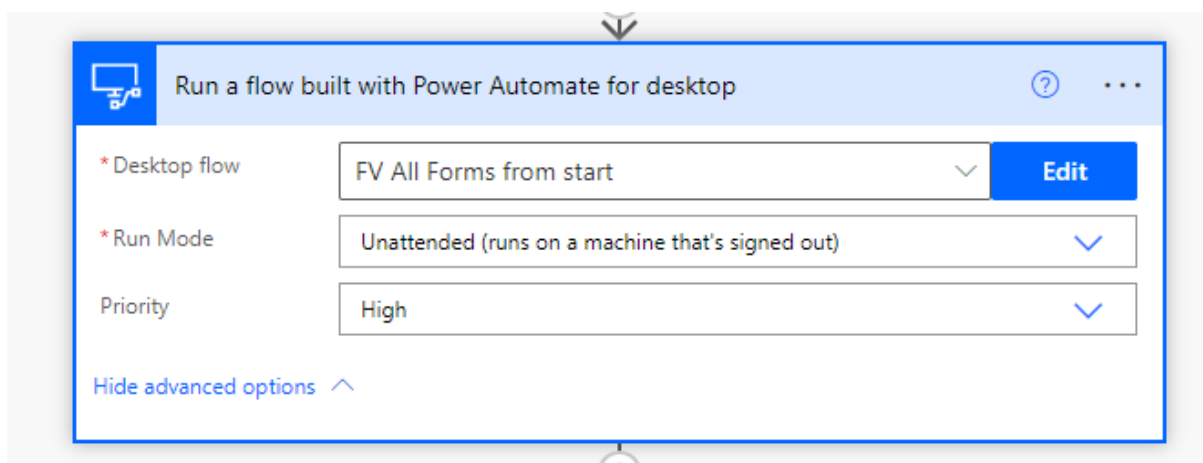 Run a flow built with Power Automate for desktop
* Desktop flow
FV All Forms from start
Edit
* Run Mode
Unattended (runs on a machine that's signed out)
Priority
High
Hide advanced options